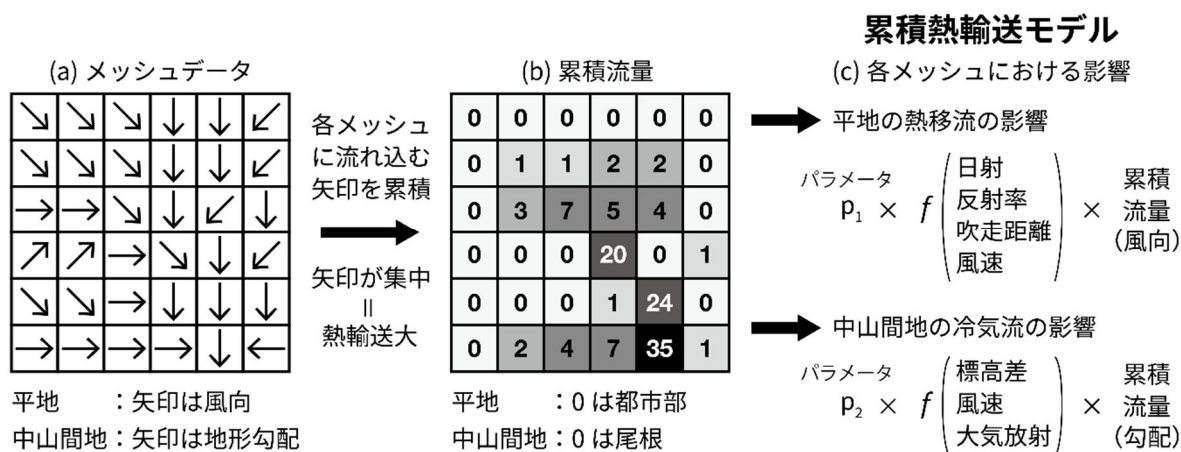 累積熱輸送モデル
(a) メッシュデータ
各メッシュ
に流れ込む
矢印を累積
矢印が集中
॥
熱輸送大
平地　　：矢印は風向
中山間地：矢印は地形勾配
(b) 累積流量
0 0 0 0 0 0
0 1 1 2 2 0
0 3 7 5 4 0
0 0 0 20 0 1
0 0 0 1 24 0
0 2 4 7 35 1
平地　　：0 は都市部
中山間地：0 は尾根
(c) 各メッシュにおける影響
平地の熱移流の影響
パラメータ
p₁ × f ( 日射
反射率
吹走距離
風速 ) × 累積
流量
(風向)
中山間地の冷気流の影響
パラメータ
p₂ × f ( 標高差
風速
大気放射 ) × 累積
流量
(勾配)